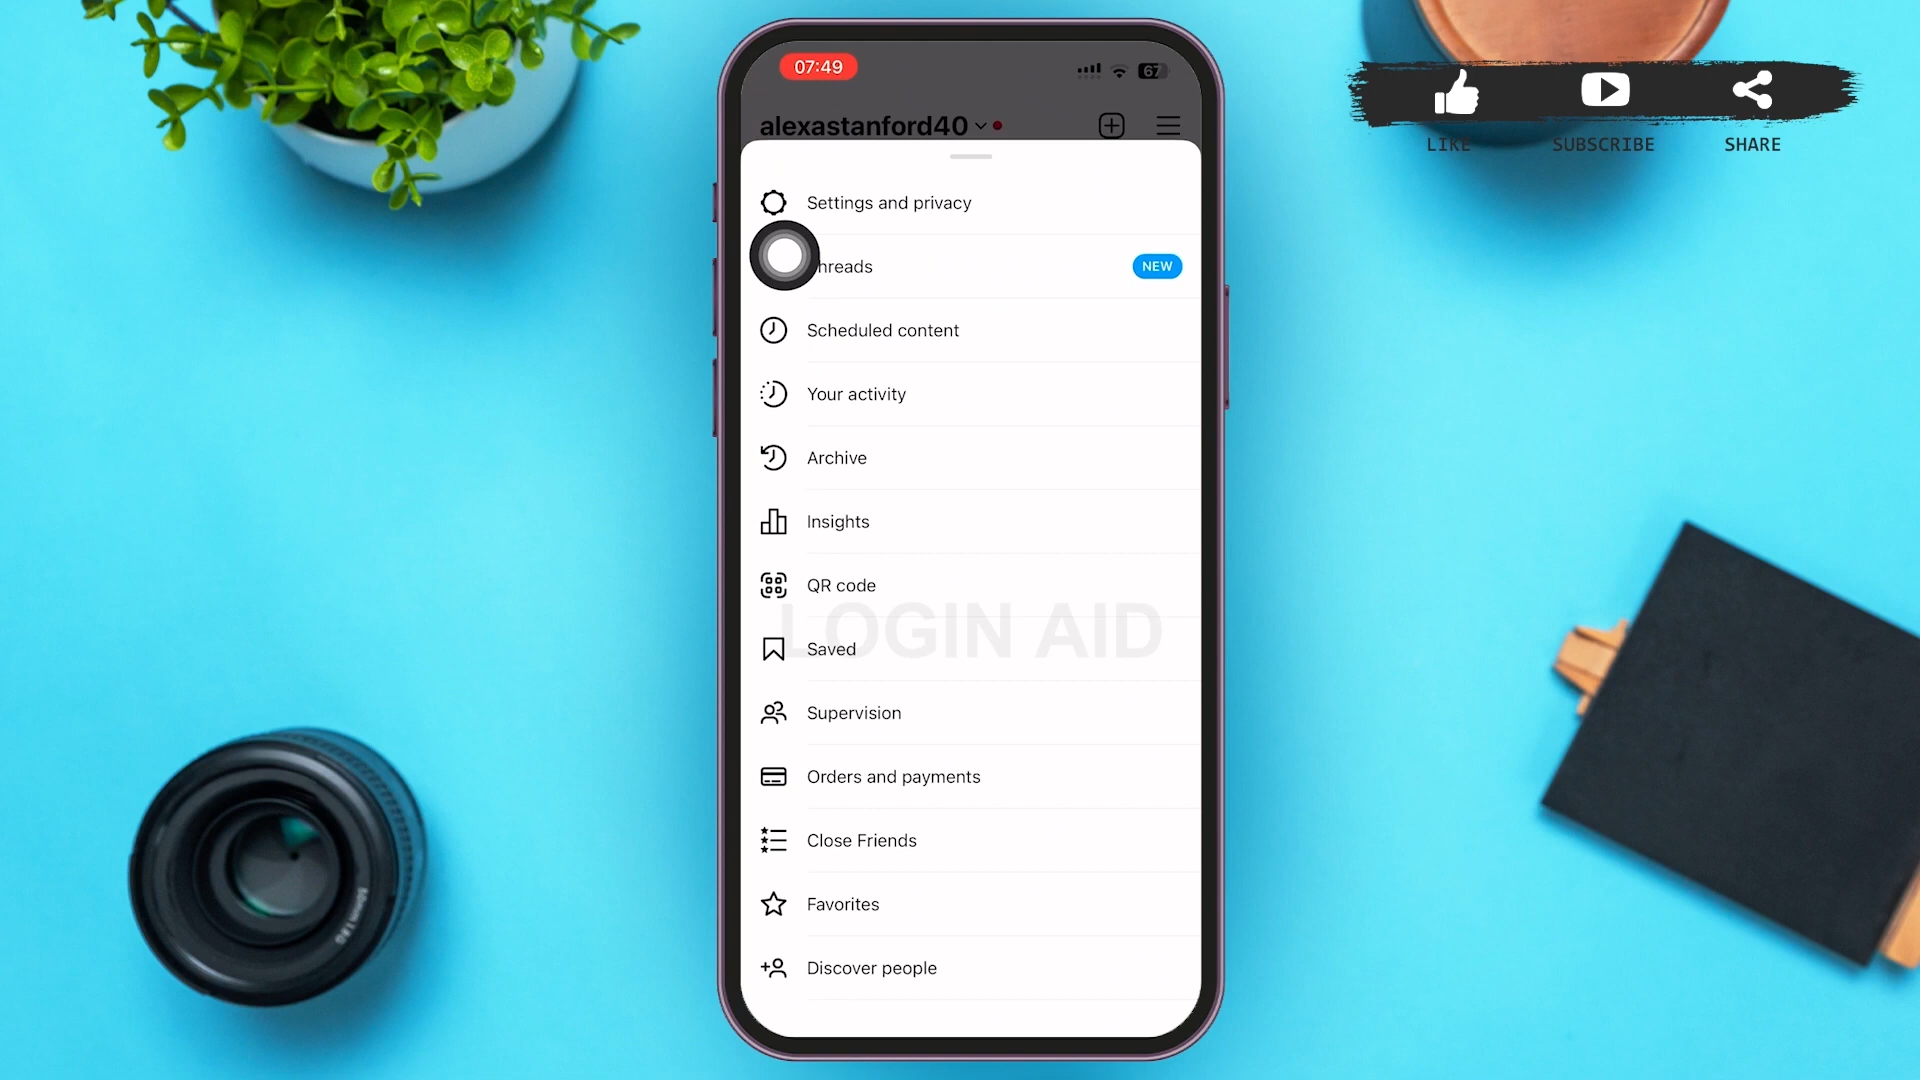 07:49
67
alexastanford40
LIKE
SUBSCRIBE
SHARE
Settings and privacy
hreads
NEW
Scheduled content
Your activity
Archive
Insights
QR code
LOGIN AID
Saved
Supervision
Orders and payments
Close Friends
Favorites
Discover people